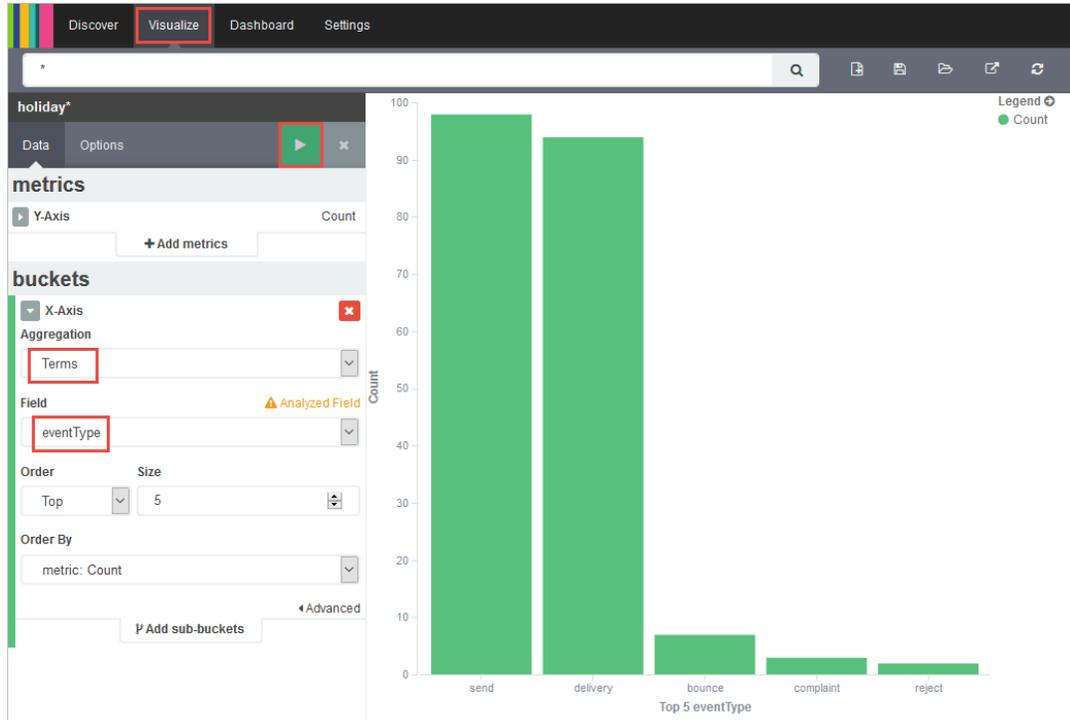 Discover Visualize Dashboard Settings
*
holiday*
Data Options
metrics
Y-Axis Count
Add metrics
buckets
X-Axis
Aggregation
Terms
Field Analyzed Field
eventType
Order Size
Top 5
Order By
metric: Count
Advanced
Add sub-buckets
Legend
Count
100
90
80
70
60
50
40
30
20
10
0
Count
send delivery bounce complaint reject
Top 5 eventType